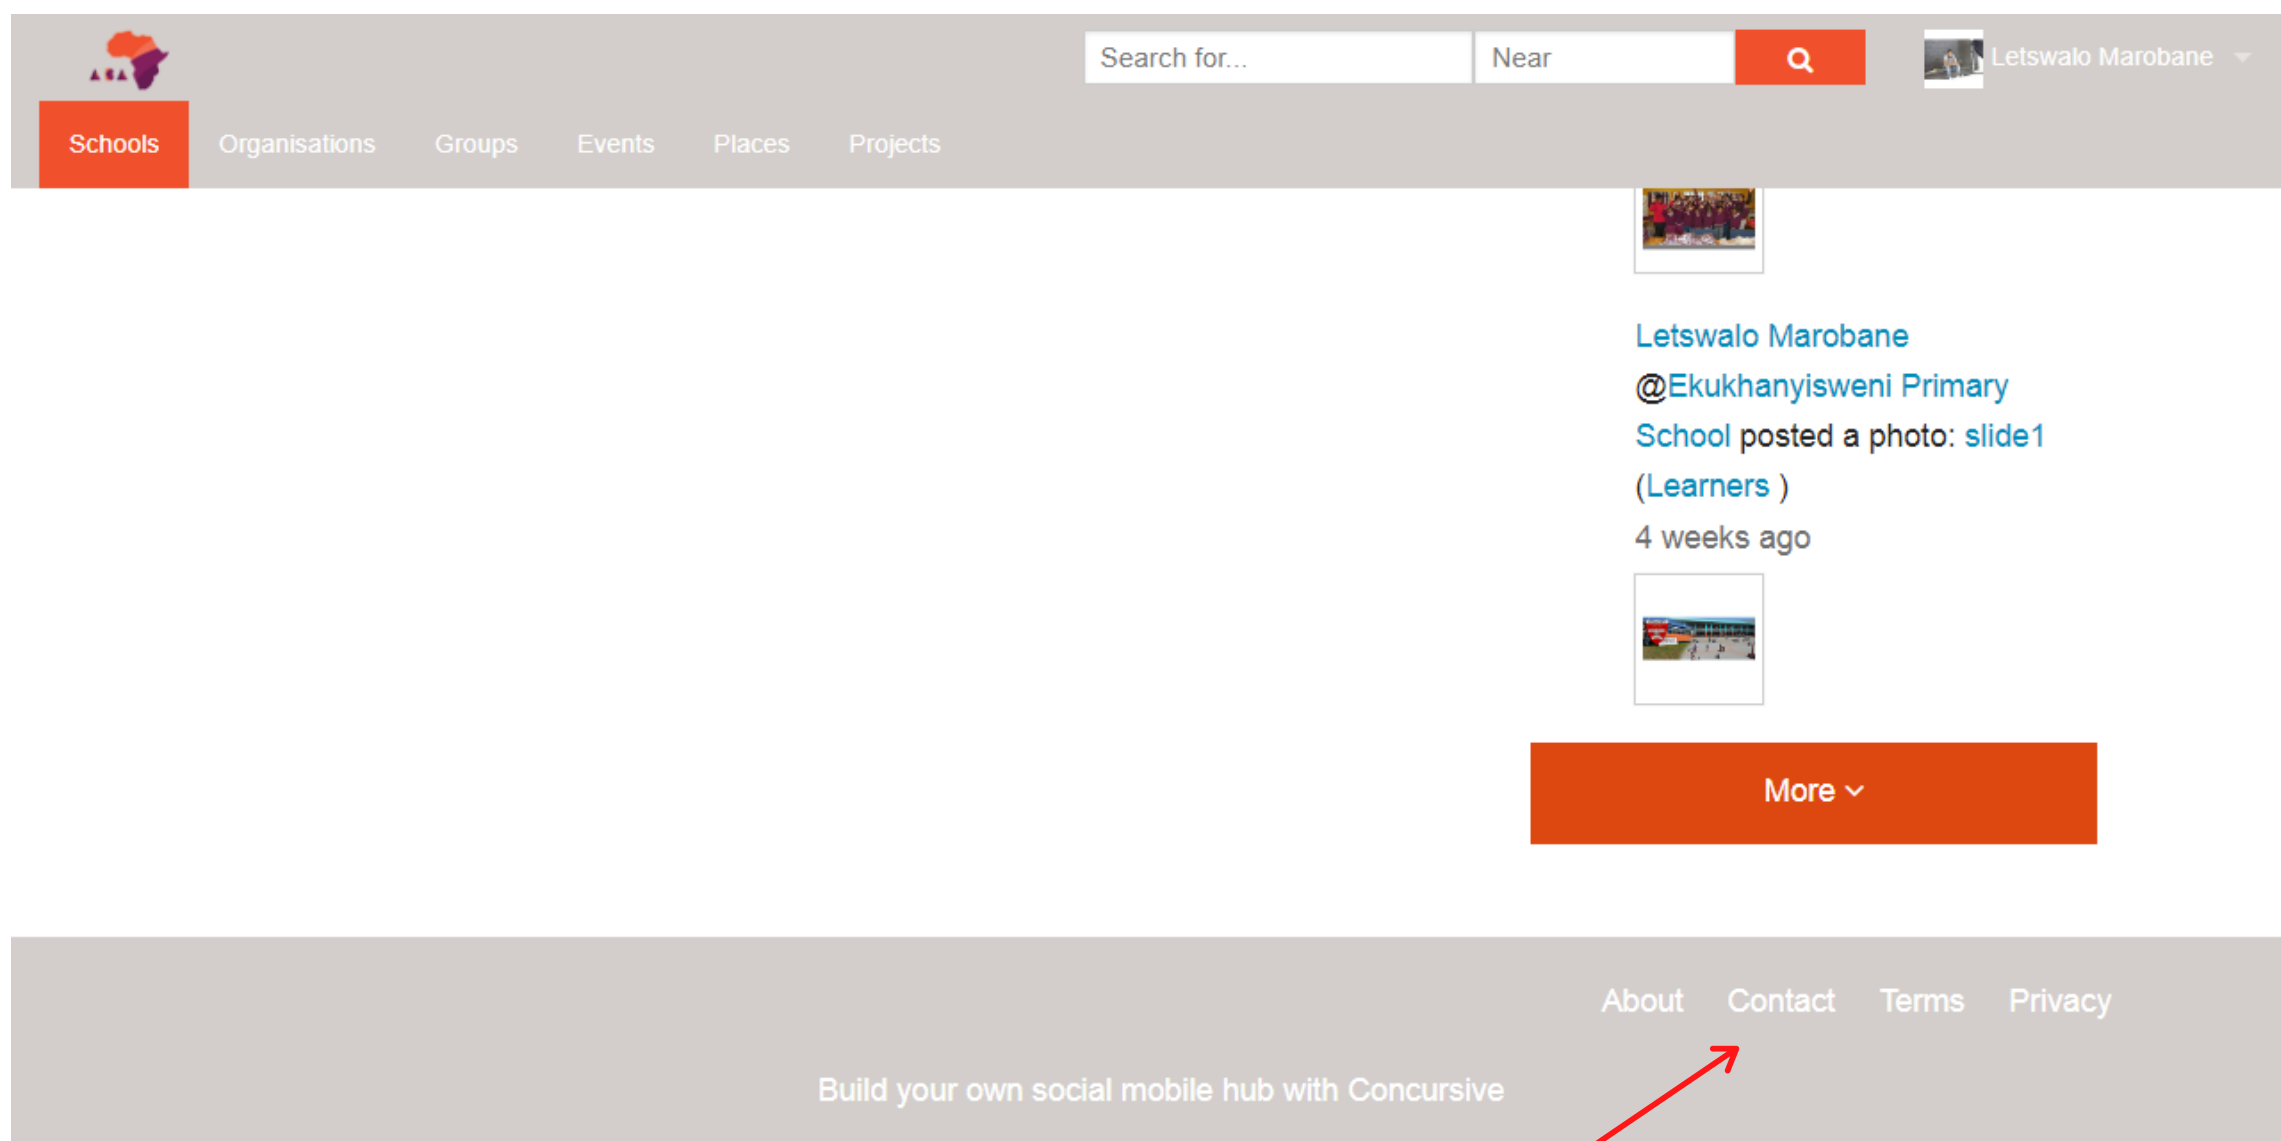 ASA
Search for...
Near
Letswalo Marobane
Schools
Organisations
Groups
Events
Places
Projects
Letswalo Marobane
@Ekukhanyisweni Primary
School posted a photo: slide1
(Learners )
4 weeks ago
More
About
Contact
Terms
Privacy
Build your own social mobile hub with Concursive